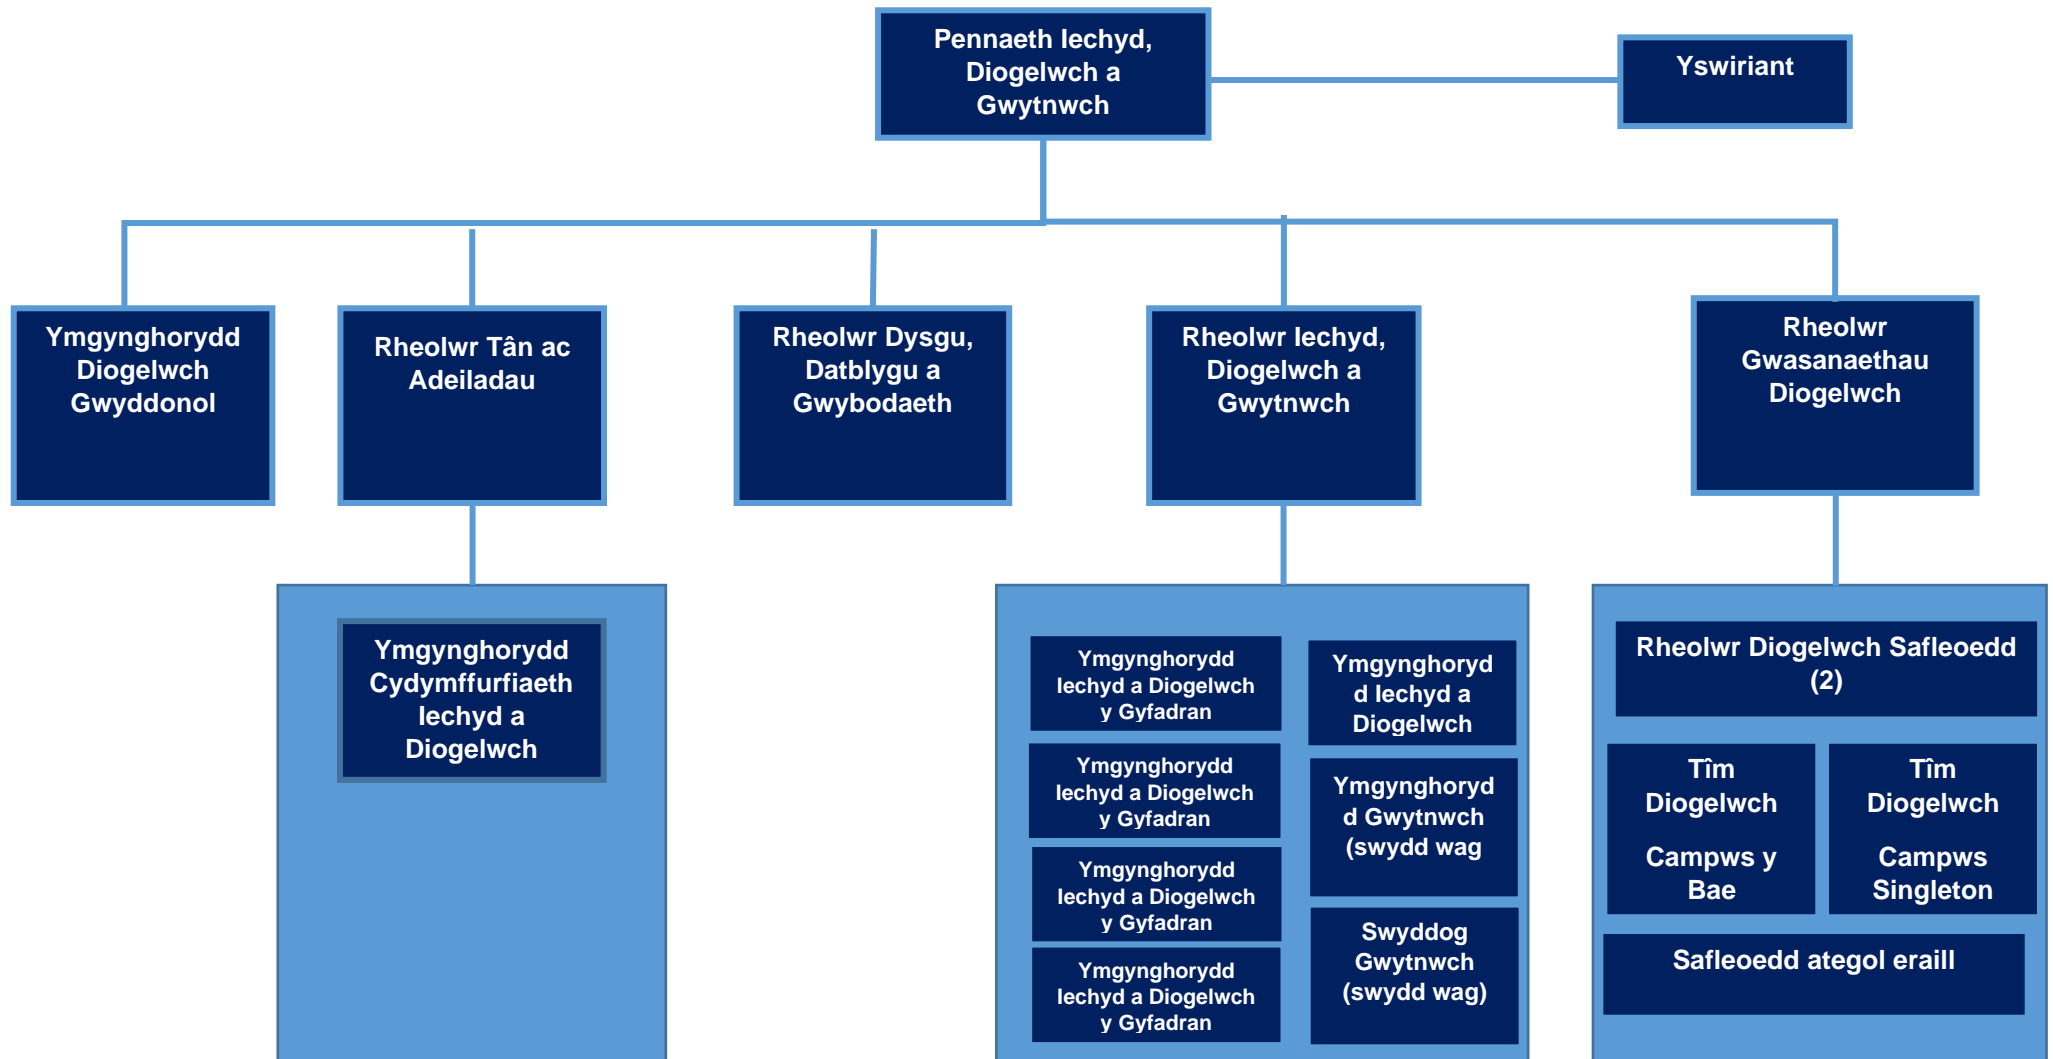 Pennaeth Iechyd,
Diogelwch a
Gwytnwch
Yswiriant
Ymgynghorydd
Diogelwch
Gwyddonol
Rheolwr Tân ac
Adeiladau
Rheolwr Dysgu,
Datblygu a
Gwybodaeth
Rheolwr Iechyd,
Diogelwch a
Gwytnwch
Rheolwr
Gwasanaethau
Diogelwch
Ymgynghorydd
Cydymffurfiaeth
Iechyd a
Diogelwch
Ymgynghorydd
Iechyd a Diogelwch
y Gyfadran
Ymgynghorydd
Iechyd a Diogelwch
y Gyfadran
Ymgynghorydd
Iechyd a Diogelwch
y Gyfadran
Ymgynghorydd
Iechyd a Diogelwch
y Gyfadran
Ymgynghoryd
d Iechyd a
Diogelwch
Ymgynghoryd
d Gwytnwch
(swydd wag
Swyddog
Gwytnwch
(swydd wag)
Rheolwr Diogelwch Safleoedd
(2)
Tîm
Diogelwch
Campws y
Bae
Tîm
Diogelwch
Campws
Singleton
Safleoedd ategol eraill